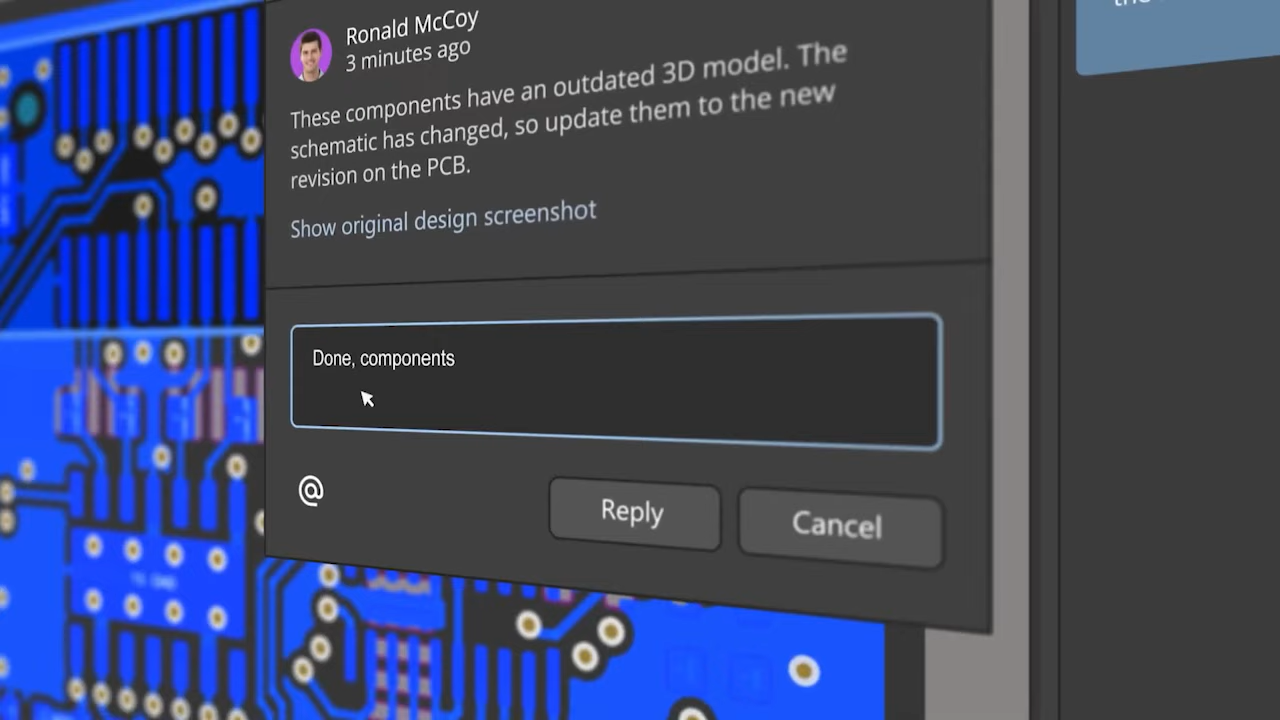 Ronald McCoy
3 minutes ago
These components have an outdated 3D model. The
schematic has changed, so update them to the new
revision on the PCB.
Show original design screenshot
Done, components
@
Reply
Cancel